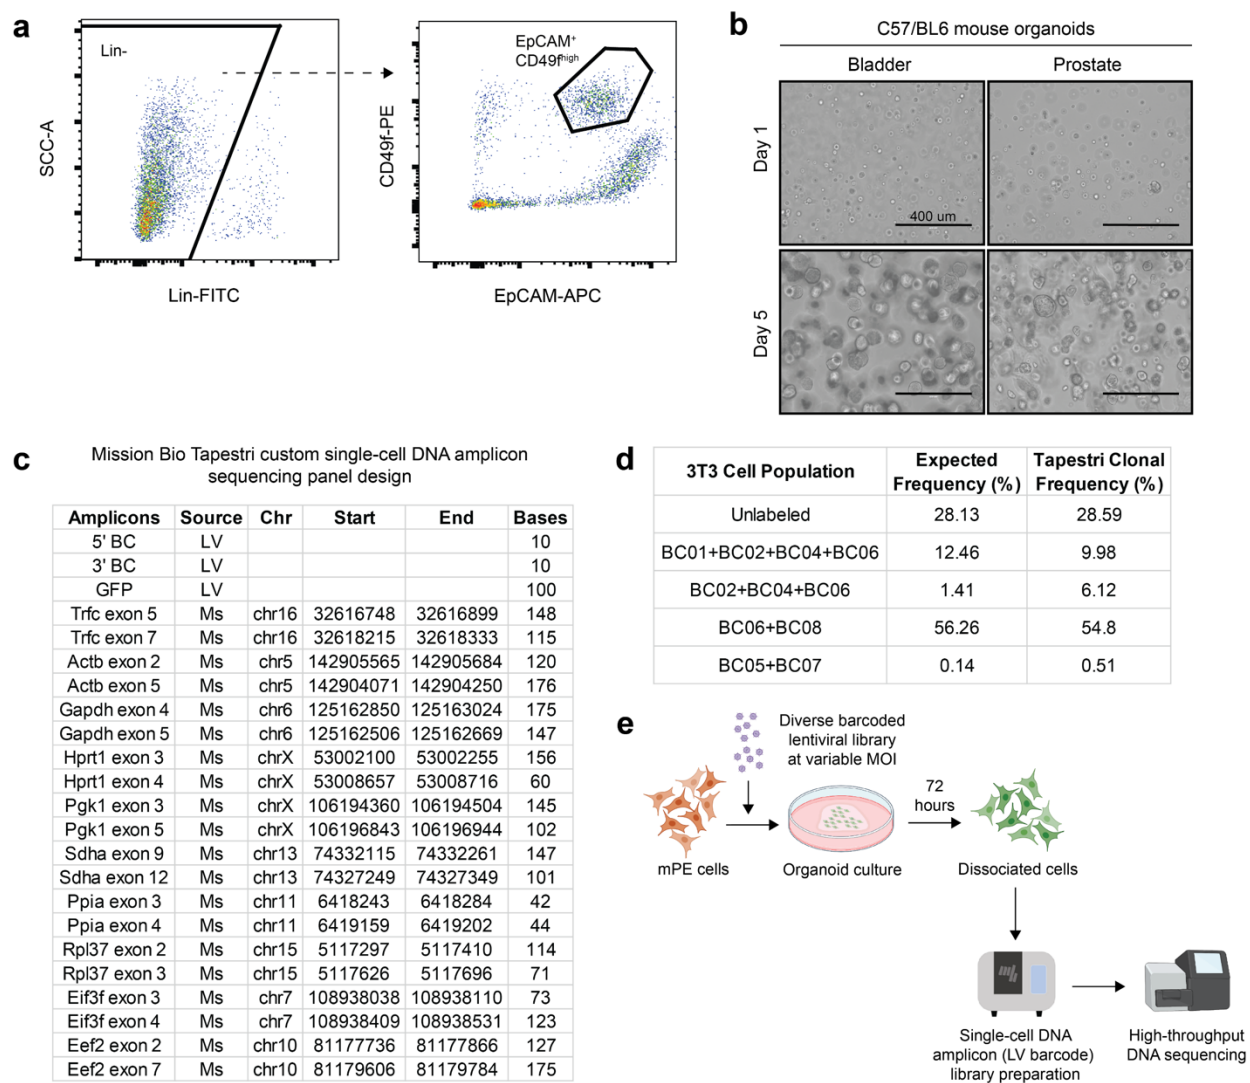 a
Lin-
SCC-A
Lin-FITC
EpCAM⁺
CD49fʰⁱᵍʰ
CD49f-PE
EpCAM-APC
b
C57/BL6 mouse organoids
Bladder Prostate
Day 1
400 um
Day 5
c
Mission Bio Tapestri custom single-cell DNA amplicon
sequencing panel design
Amplicons Source Chr Start End Bases
5' BC LV 10
3' BC LV 10
GFP LV 100
Trfc exon 5 Ms chr16 32616748 32616899 148
Trfc exon 7 Ms chr16 32618215 32618333 115
Actb exon 2 Ms chr5 142905565 142905684 120
Actb exon 5 Ms chr5 142904071 142904250 176
Gapdh exon 4 Ms chr6 125162850 125163024 175
Gapdh exon 5 Ms chr6 125162506 125162669 147
Hprt1 exon 3 Ms chrX 53002100 53002255 156
Hprt1 exon 4 Ms chrX 53008657 53008716 60
Pgk1 exon 3 Ms chrX 106194360 106194504 145
Pgk1 exon 5 Ms chrX 106196843 106196944 102
Sdha exon 9 Ms chr13 74332115 74332261 147
Sdha exon 12 Ms chr13 74327249 74327349 101
Ppia exon 3 Ms chr11 6418243 6418284 42
Ppia exon 4 Ms chr11 6419159 6419202 44
Rpl37 exon 2 Ms chr15 5117297 5117410 114
Rpl37 exon 3 Ms chr15 5117626 5117696 71
Eif3f exon 3 Ms chr7 108938038 108938110 73
Eif3f exon 4 Ms chr7 108938409 108938531 123
Eef2 exon 2 Ms chr10 81177736 81177866 127
Eef2 exon 7 Ms chr10 81179606 81179784 175
d
3T3 Cell Population Expected Frequency (%) Tapestri Clonal Frequency (%)
Unlabeled 28.13 28.59
BC01+BC02+BC04+BC06 12.46 9.98
BC02+BC04+BC06 1.41 6.12
BC06+BC08 56.26 54.8
BC05+BC07 0.14 0.51
e
Diverse barcoded
lentiviral library
at variable MOI
72
hours
mPE cells
Organoid culture
Dissociated cells
Single-cell DNA
amplicon (LV barcode)
library preparation
High-throughput
DNA sequencing